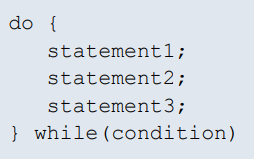 do {
   statement1;
   statement2;
   statement3;
} while(condition)